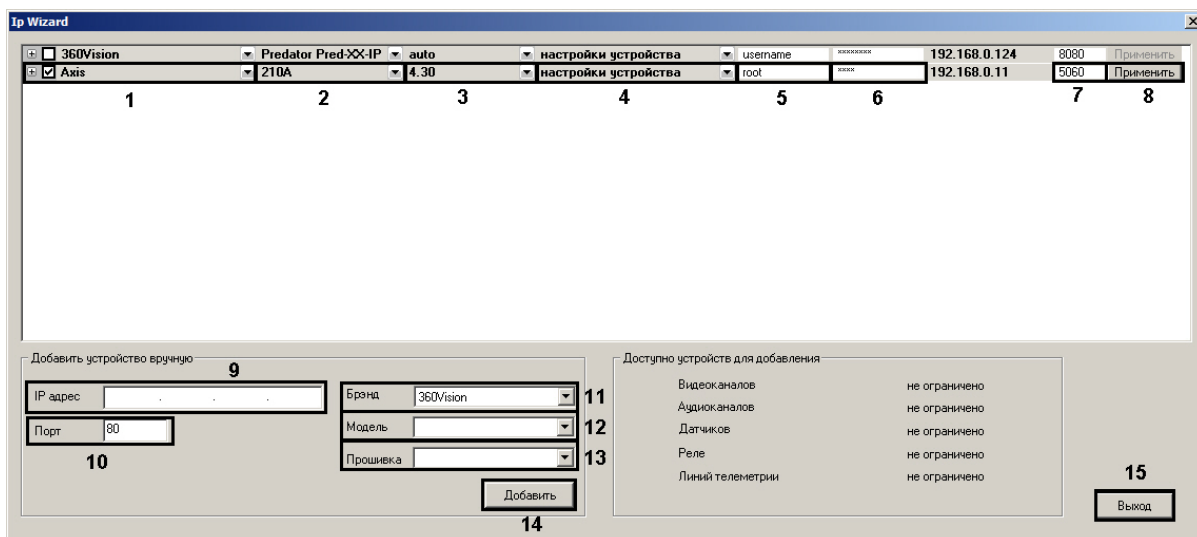 Ip Wizard
360Vision Predator Pred-XX-IP auto настройки устройства username ******** 192.168.0.124 8080 Применить
Axis 210A 4.30 настройки устройства root **** 192.168.0.11 5060 Применить
1 2 3 4 5 6 7 8
Добавить устройство вручную
9
IP адрес . . .
Порт 80
10
Брэнд 360Vision 11
Модель 12
Прошивка 13
Добавить
14
Доступно устройств для добавления
Видеоканалов не ограничено
Аудиоканалов не ограничено
Датчиков не ограничено
Реле не ограничено
Линий телеметрии не ограничено
15
Выход